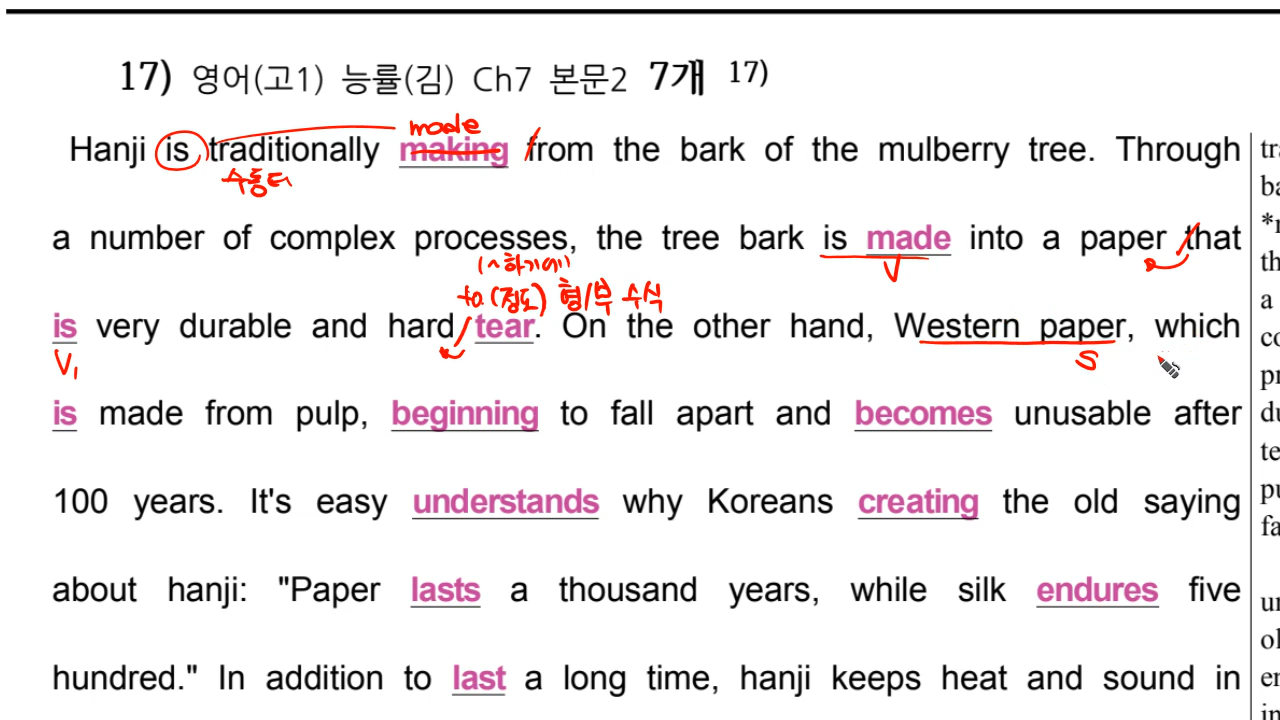 17) 영어(고1) 능률(김) Ch7 본문2 7개 17)
made
Hanji is traditionally making from the bark of the mulberry tree. Through
수동태
a number of complex processes, the tree bark is made into a paper that
(~하기에)
V
to (정도) 형/부 수식
is very durable and hard tear. On the other hand, Western paper, which
V₁
S
is made from pulp, beginning to fall apart and becomes unusable after
100 years. It's easy understands why Koreans creating the old saying
about hanji: "Paper lasts a thousand years, while silk endures five
hundred." In addition to last a long time, hanji keeps heat and sound in